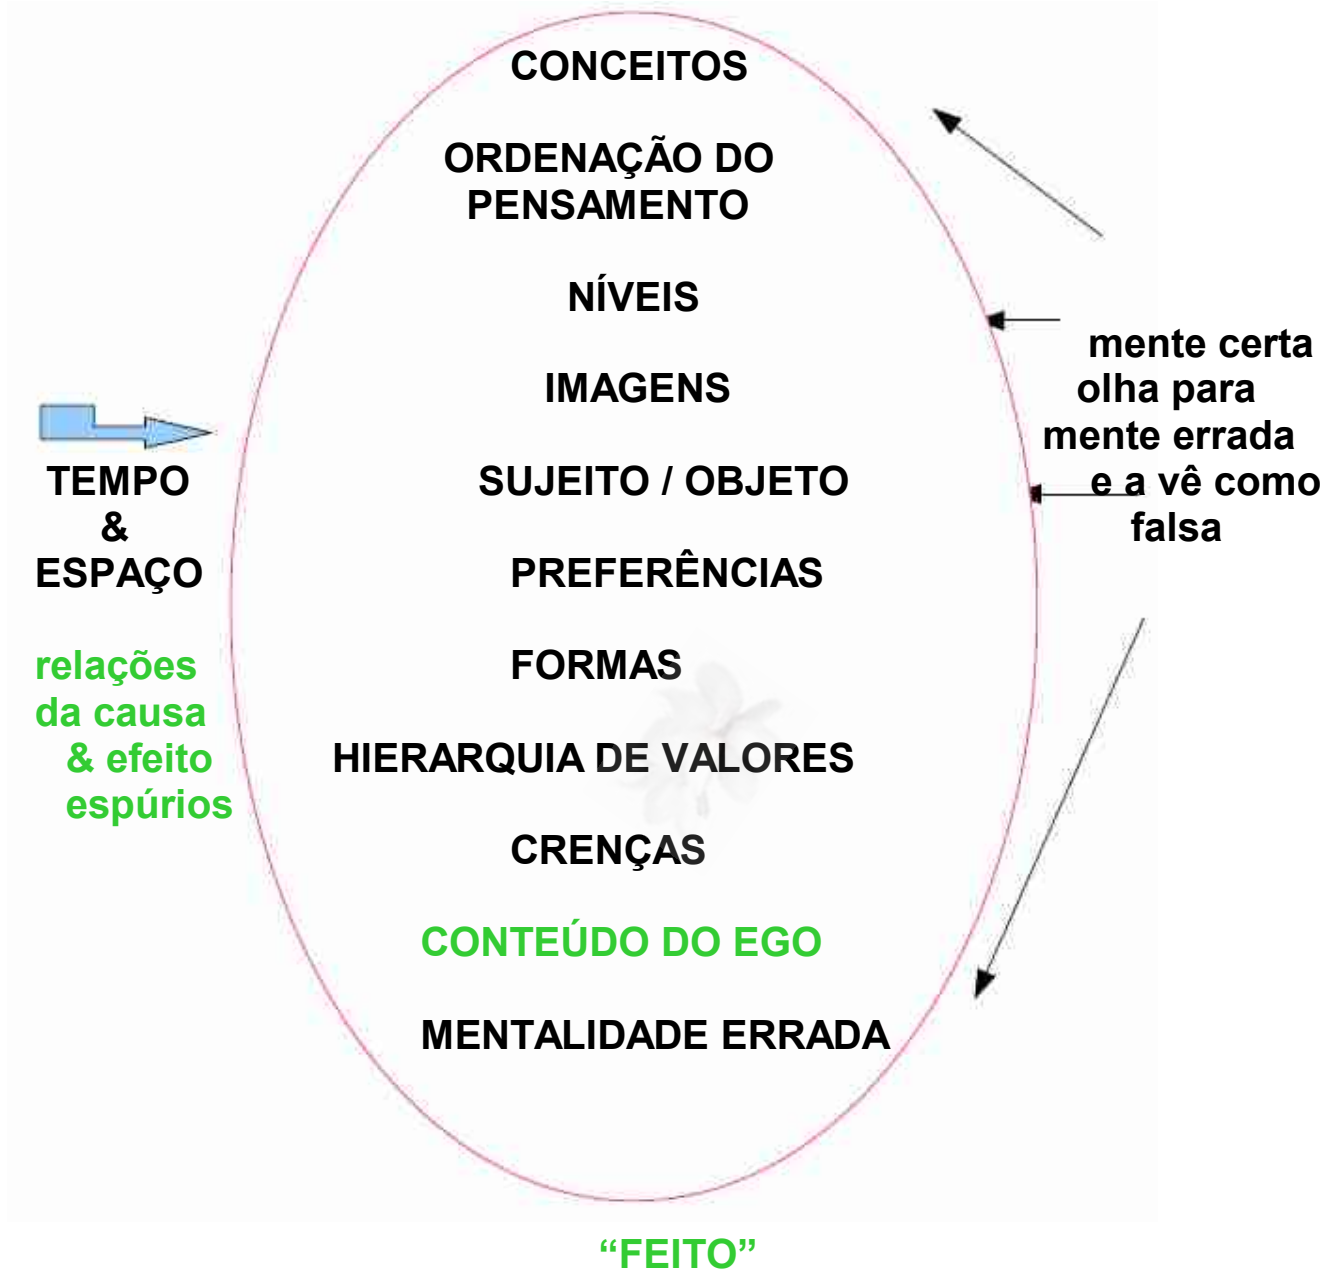 CONCEITOS
ORDENAÇÃO DO
PENSAMENTO
NÍVEIS
IMAGENS
SUJEITO / OBJETO
PREFERÊNCIAS
FORMAS
HIERARQUIA DE VALORES
CRENÇAS
CONTEÚDO DO EGO
MENTALIDADE ERRADA
TEMPO
&
ESPAÇO
relações
da causa
& efeito
espúrios
mente certa
olha para
mente errada
e a vê como
falsa
“FEITO”